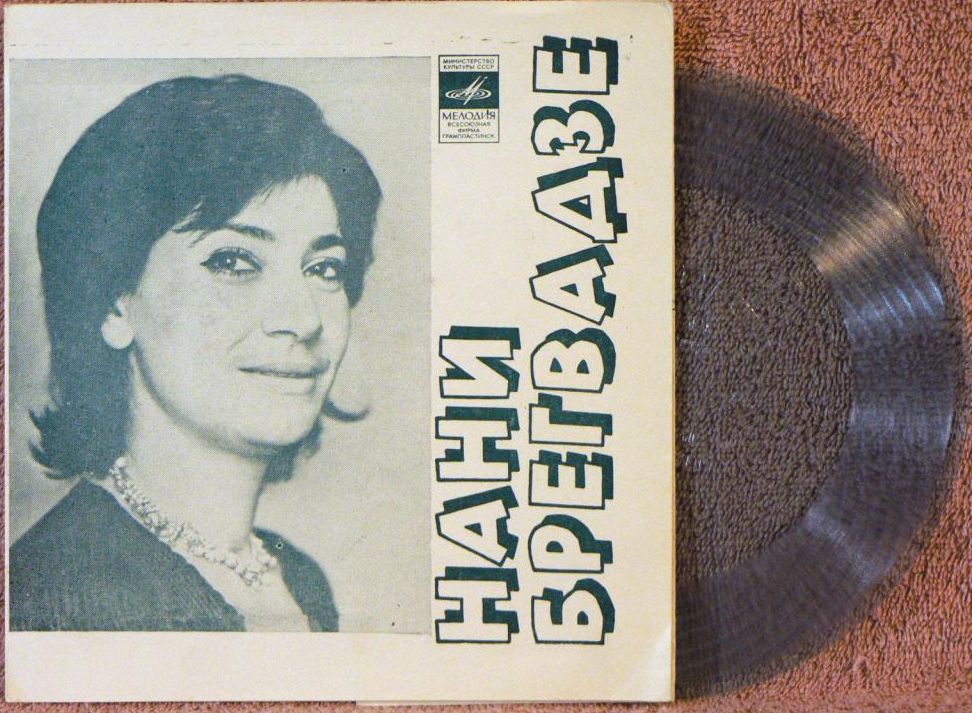 МИНИСТЕРСТВО
КУЛЬТУРЫ СССР
МЕЛОДИЯ
ВСЕСОЮЗНАЯ
ФИРМА
ГРАМПЛАСТИНОК
НАНИ
БРЕГВАДЗЕ